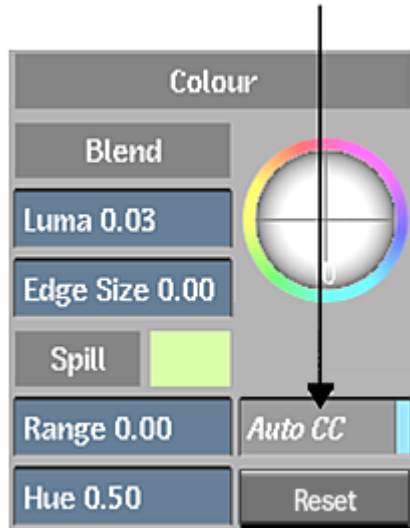 Colour
Blend
Luma 0.03
Edge Size 0.00
Spill
Range 0.00
Auto CC
Hue 0.50
Reset